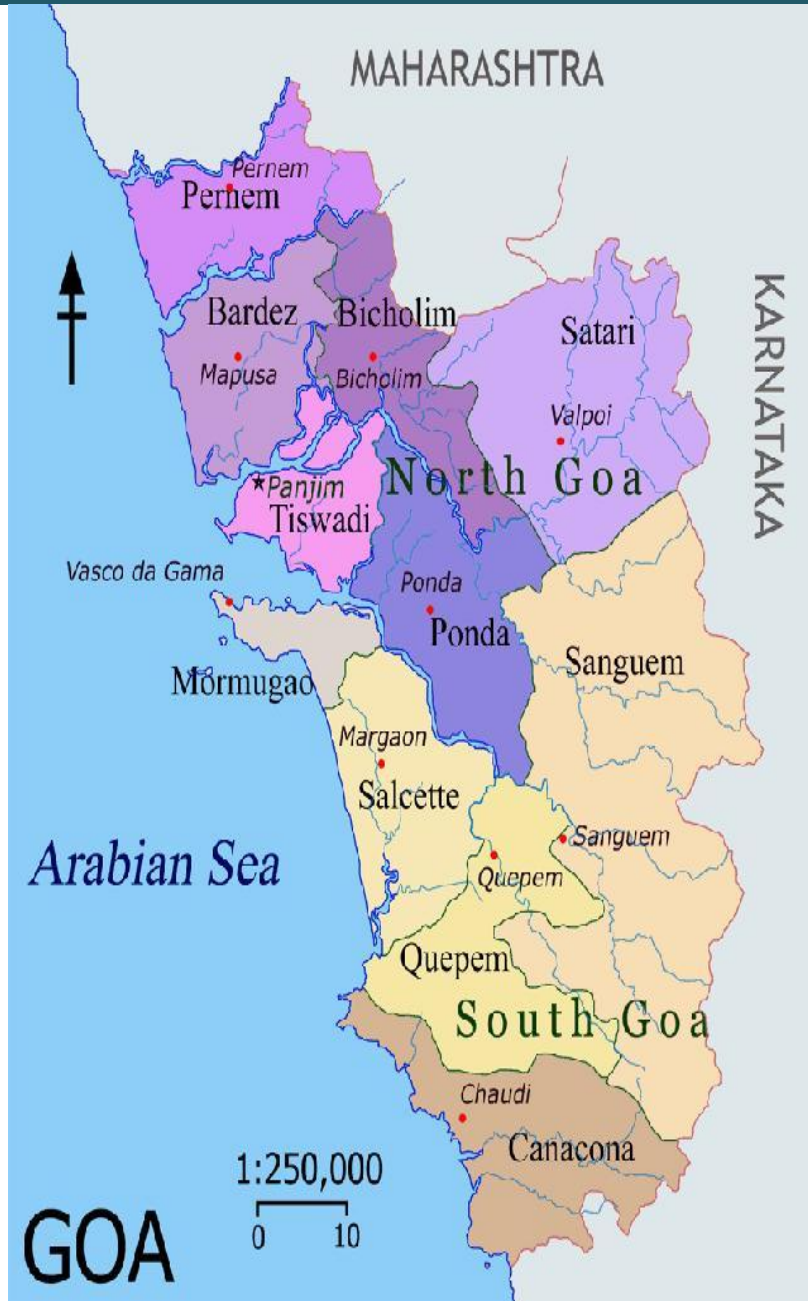 MAHARASHTRA
Pernem
Pernem
KARNATAKA
Bardez
Bicholim
Satari
Mapusa
Bicholim
Valpoi
North Goa
Panjim
Tiswadi
Vasco da Gama
Ponda
Ponda
Sanguem
Mormugao
Margaon
Salcette
Sanguem
Arabian Sea
Quepem
Quepem
South Goa
Chaudi
Canacona
1:250,000
0 10
GOA